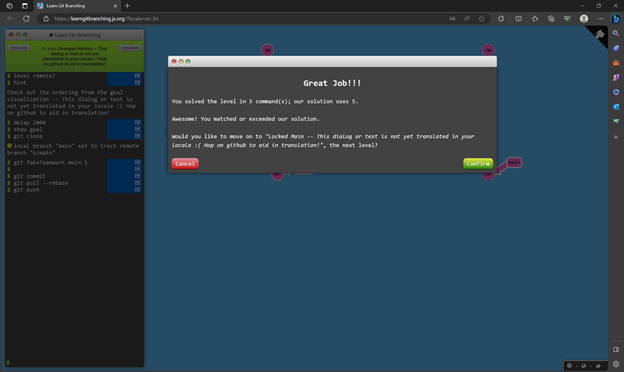 Learn Git Branching
https://learngitbranching.js.org/?locale=en_En
Learn Git Branching
Level Diverged History -- This
dialog or text is not yet
translated in your locale :( Hop
on github to aid in translation!
$ level remote7
$ hint
Check out the ordering from the goal
visualization -- This dialog or text is
not yet translated in your locale :( Hop
on github to aid in translation!
$ delay 2000
$ show goal
$ git clone
local branch "main" set to track remote
branch "o/main"
$ git fakeTeamwork main 1
$
$ git commit
$ git pull --rebase
$ git push
$
Great Job!!!
You solved the level in 5 command(s); our solution uses 5.
Awesome! You matched or exceeded our solution.
Would you like to move on to "Locked Main -- This dialog or text is not yet translated in your
locale :( Hop on github to aid in translation!", the next level?
Cancel
Confirm
main